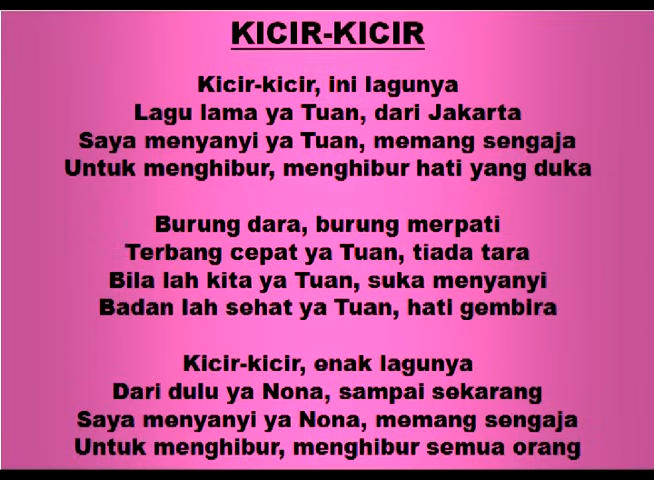 KICIR-KICIR
Kicir-kicir, ini lagunya
Lagu lama ya Tuan, dari Jakarta
Saya menyanyi ya Tuan, memang sengaja
Untuk menghibur, menghibur hati yang duka
Burung dara, burung merpati
Terbang cepat ya Tuan, tiada tara
Bila lah kita ya Tuan, suka menyanyi
Badan lah sehat ya Tuan, hati gembira
Kicir-kicir, enak lagunya
Dari dulu ya Nona, sampai sekarang
Saya menyanyi ya Nona, memang sengaja
Untuk menghibur, menghibur semua orang